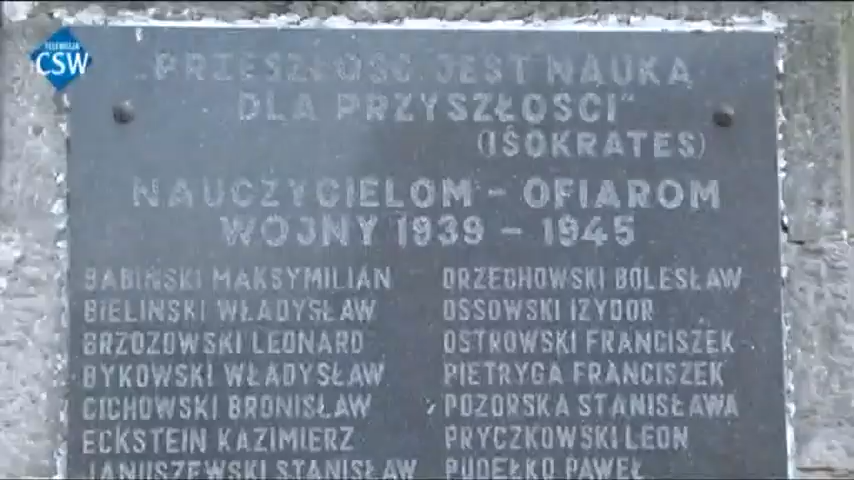 TELEWIZJA
CSW
„PRZESZŁOŚĆ JEST NAUKĄ
DLA PRZYSZŁOŚCI"
(ISOKRATES)
NAUCZYCIELOM - OFIAROM
WOJNY 1939 - 1945
BABIŃSKI MAKSYMILIAN
BIELIŃSKI WŁADYSŁAW
BRZOZOWSKI LEONARD
BYKOWSKI WŁADYSŁAW
CICHOWSKI BRONISŁAW
ECKSTEIN KAZIMIERZ
JANUSZEWSKI STANISŁAW
ORZECHOWSKI BOLESŁAW
OSSOWSKI IZYDOR
OSTROWSKI FRANCISZEK
PIETRYGA FRANCISZEK
POZORSKA STANISŁAWA
PRYCZKOWSKI LEON
PUDEŁKO PAWEŁ